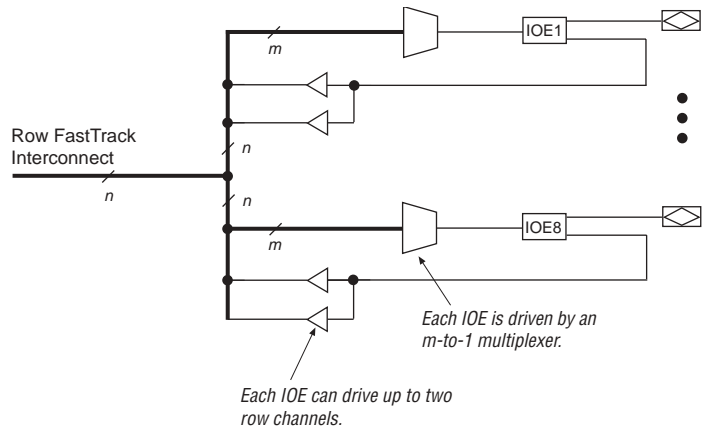 m
IOE1
Row FastTrack
Interconnect
n
n
n
m
IOE8
Each IOE is driven by an
m-to-1 multiplexer.
Each IOE can drive up to two
row channels.